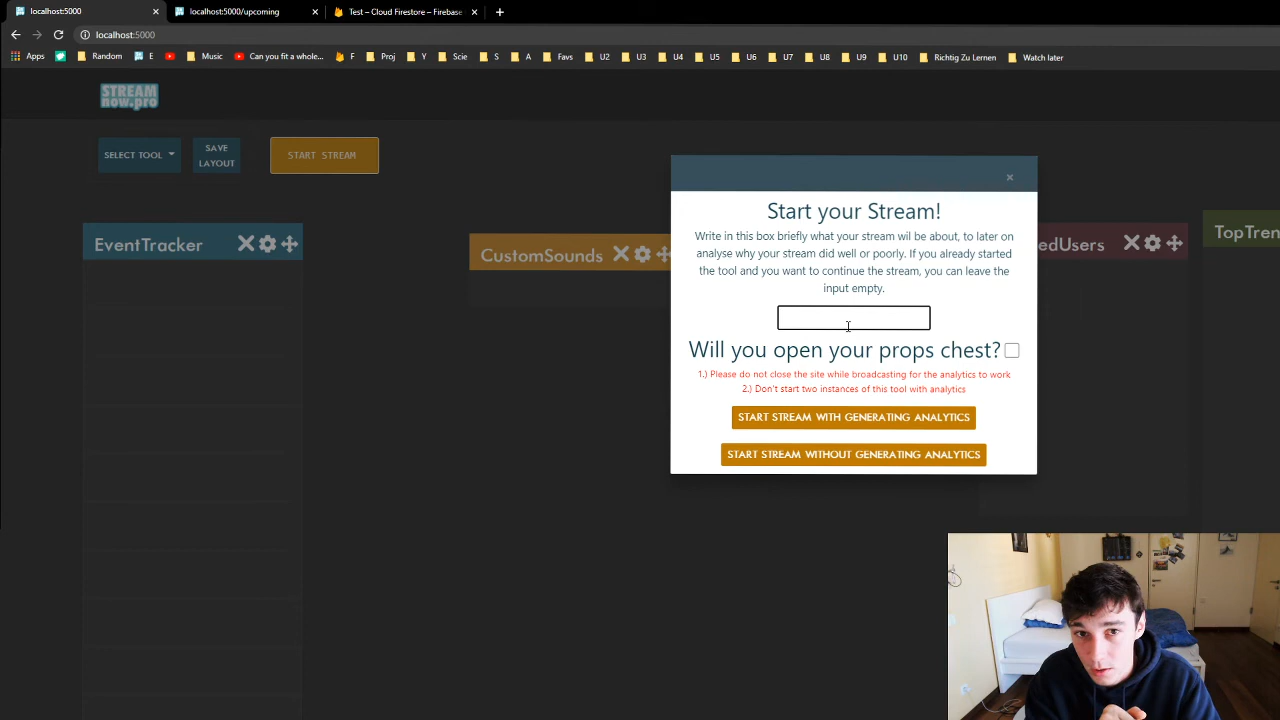 localhost:5000
localhost:5000/upcoming
Test – Cloud Firestore – Firebase
localhost:5000
Apps
Random
E
Music
Can you fit a whole...
F
Proj
Y
Scie
S
A
Favs
U2
U3
U4
U5
U6
U7
U8
U9
U10
Richtig Zu Lernen
Watch later
STREAM
now.pro
SELECT TOOL
SAVE
LAYOUT
START STREAM
EventTracker
CustomSounds
edUsers
TopTren
Start your Stream!
Write in this box briefly what your stream wil be about, to later on
analyse why your stream did well or poorly. If you already started
the tool and you want to continue the stream, you can leave the
input empty.
Will you open your props chest?
1.) Please do not close the site while broadcasting for the analytics to work
2.) Don't start two instances of this tool with analytics
START STREAM WITH GENERATING ANALYTICS
START STREAM WITHOUT GENERATING ANALYTICS